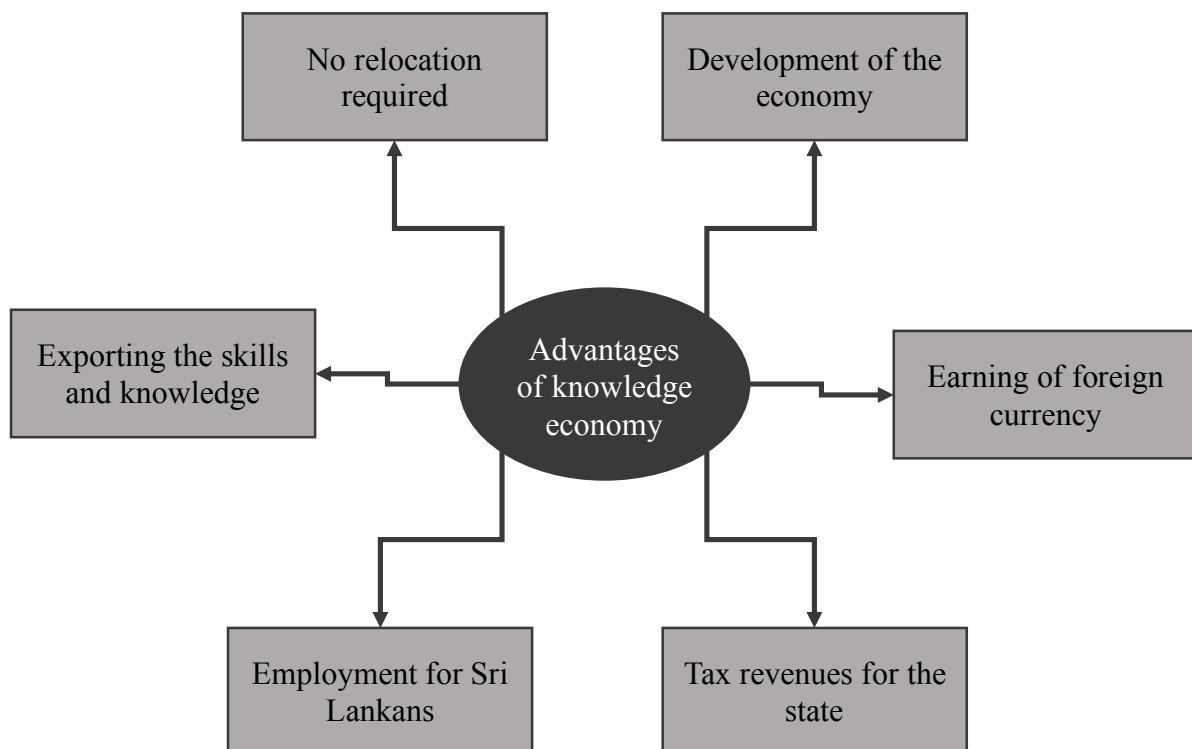 No relocation
required
Development of the
economy
Exporting the skills
and knowledge
Advantages
of knowledge
economy
Earning of foreign
currency
Employment for Sri
Lankans
Tax revenues for the
state